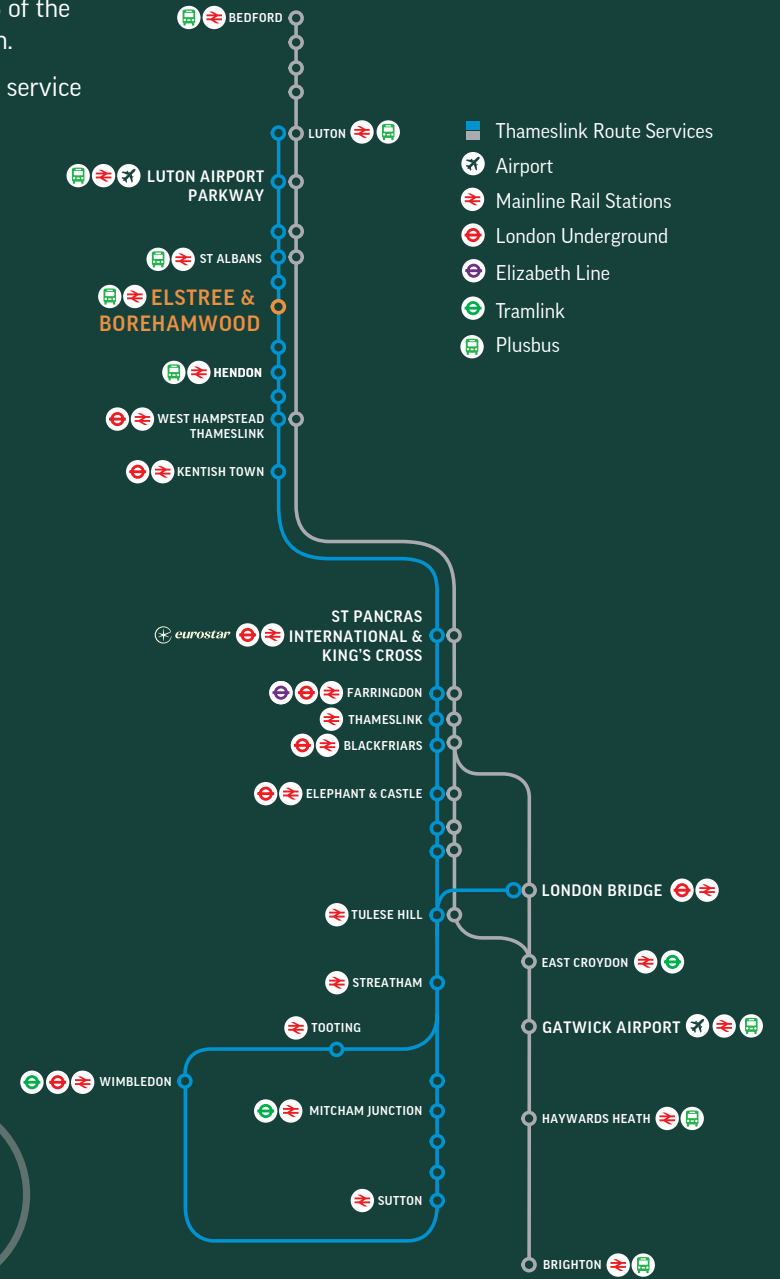 of the
n.
service
BEDFORD
LUTON
LUTON AIRPORT
PARKWAY
ST ALBANS
ELSTREE &
BOREHAMWOOD
HENDON
WEST HAMPSTEAD
THAMESLINK
KENTISH TOWN
Thameslink Route Services
Airport
Mainline Rail Stations
London Underground
Elizabeth Line
Tramlink
Plusbus
ST PANCRAS
eurostar INTERNATIONAL &
KING'S CROSS
FARRINGDON
THAMESLINK
BLACKFRIARS
ELEPHANT & CASTLE
LONDON BRIDGE
TULESE HILL
EAST CROYDON
STREATHAM
GATWICK AIRPORT
TOOTING
WIMBLEDON
MITCHAM JUNCTION
HAYWARDS HEATH
SUTTON
BRIGHTON